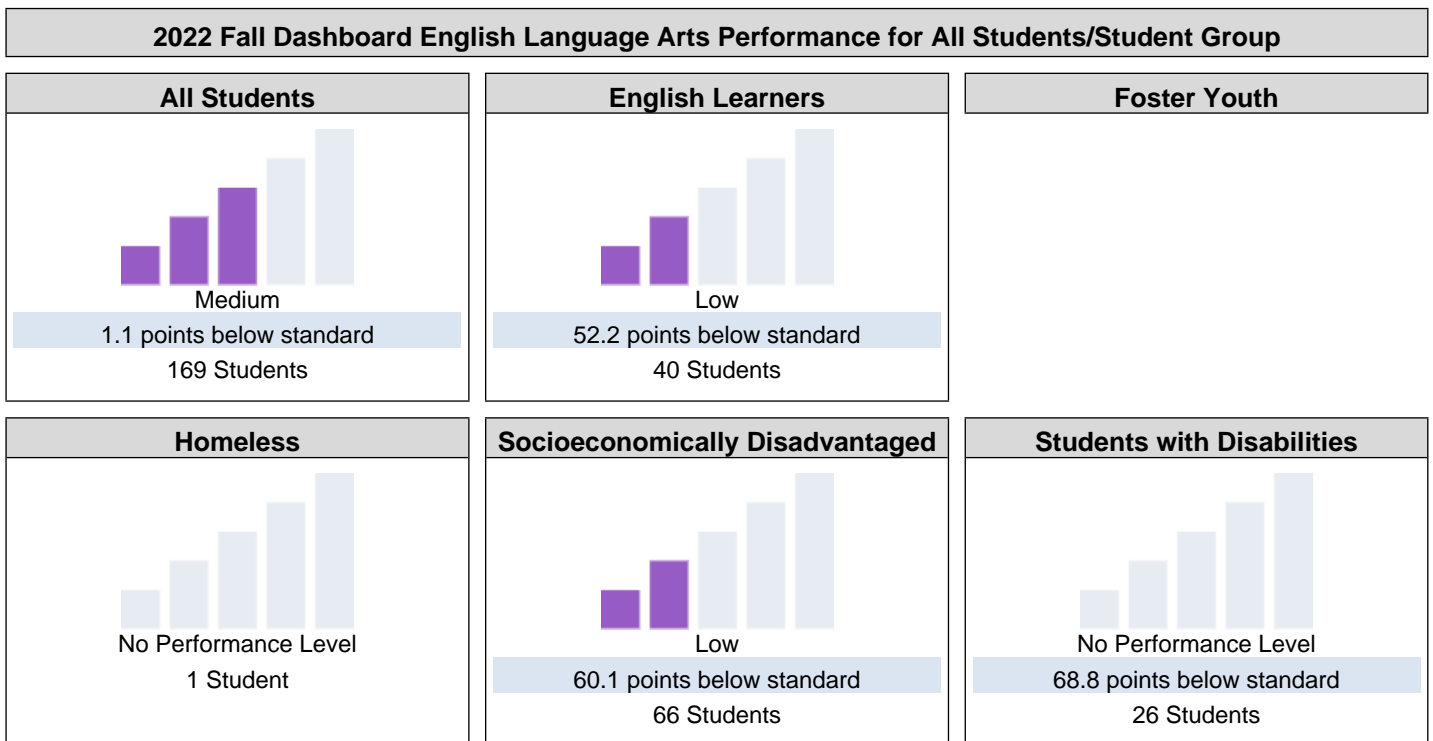 2022 Fall Dashboard English Language Arts Performance for All Students/Student Group
All Students
Medium
1.1 points below standard
169 Students
English Learners
Low
52.2 points below standard
40 Students
Foster Youth
Homeless
No Performance Level
1 Student
Socioeconomically Disadvantaged
Low
60.1 points below standard
66 Students
Students with Disabilities
No Performance Level
68.8 points below standard
26 Students